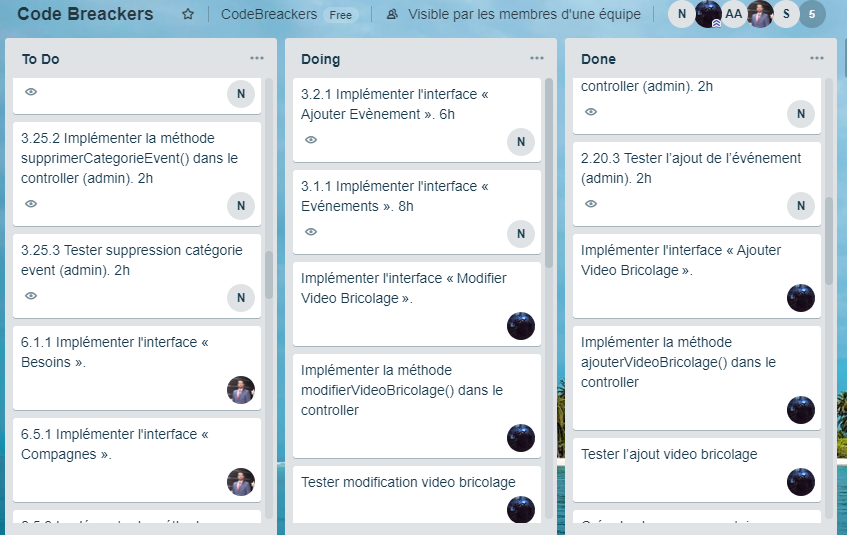 Code Breackers
CodeBreackers
Free
Visible par les membres d'une équipe
N
AA
S
5
To Do
N
3.25.2 Implémenter la méthode
supprimerCategorieEvent() dans le
controller (admin). 2h
N
3.25.3 Tester suppression catégorie
event (admin). 2h
N
6.1.1 Implémenter l'interface «
Besoins ».
6.5.1 Implémenter l'interface «
Compagnes ».
Doing
3.2.1 Implémenter l'interface «
Ajouter Evènement ». 6h
N
3.1.1 Implémenter l'interface «
Evénements ». 8h
N
Implémenter l'interface « Modifier
Video Bricolage ».
Implémenter la méthode
modifierVideoBricolage() dans le
controller
Tester modification video bricolage
Done
controller (admin). 2h
N
2.20.3 Tester l’ajout de l’événement
(admin). 2h
N
Implémenter l'interface « Ajouter
Video Bricolage ».
Implémenter la méthode
ajouterVideoBricolage() dans le
controller
Tester l’ajout video bricolage